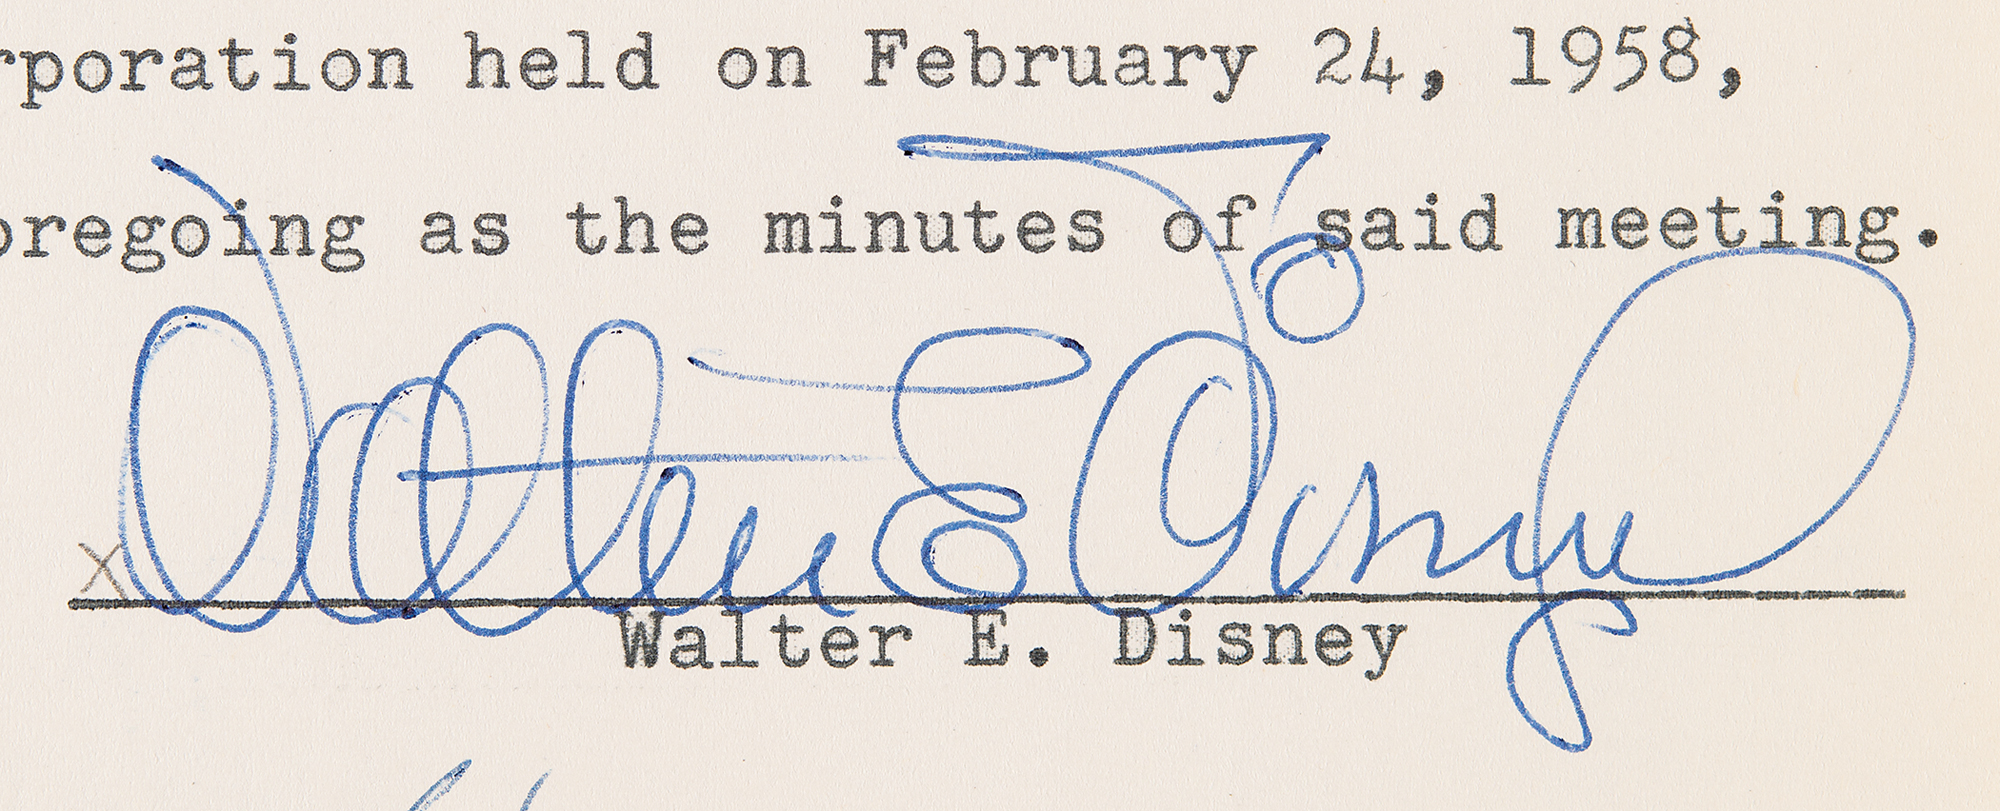 rporation held on February 24, 1958,
oregoing as the minutes of said meeting.
x Walter E Disney
Walter E. Disney